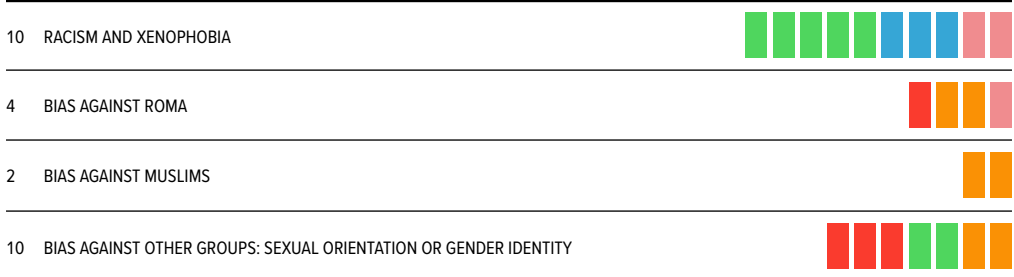 10 RACISM AND XENOPHOBIA
4 BIAS AGAINST ROMA
2 BIAS AGAINST MUSLIMS
10 BIAS AGAINST OTHER GROUPS: SEXUAL ORIENTATION OR GENDER IDENTITY